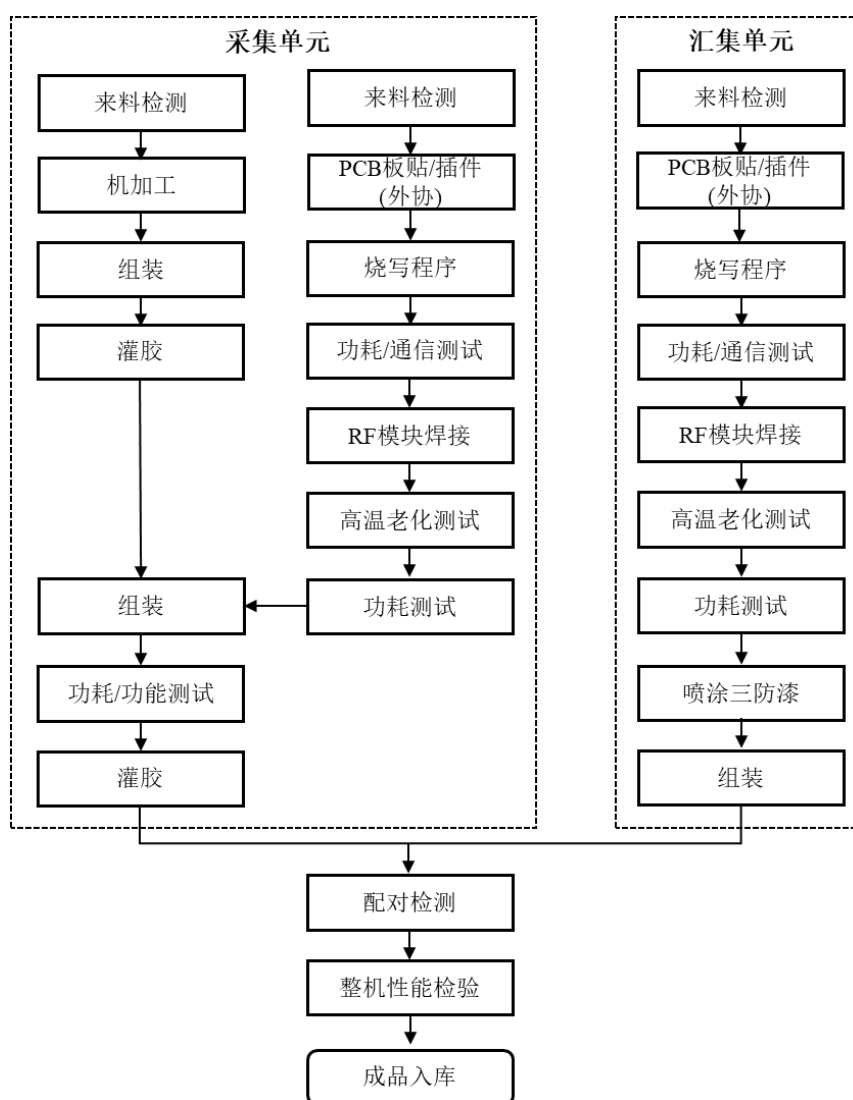 采集单元
来料检测
机加工
组装
灌胶
组装
功耗/功能测试
灌胶
来料检测
PCB板贴/插件
(外协)
烧写程序
功耗/通信测试
RF模块焊接
高温老化测试
功耗测试
汇集单元
来料检测
PCB板贴/插件
(外协)
烧写程序
功耗/通信测试
RF模块焊接
高温老化测试
功耗测试
喷涂三防漆
组装
配对检测
整机性能检验
成品入库